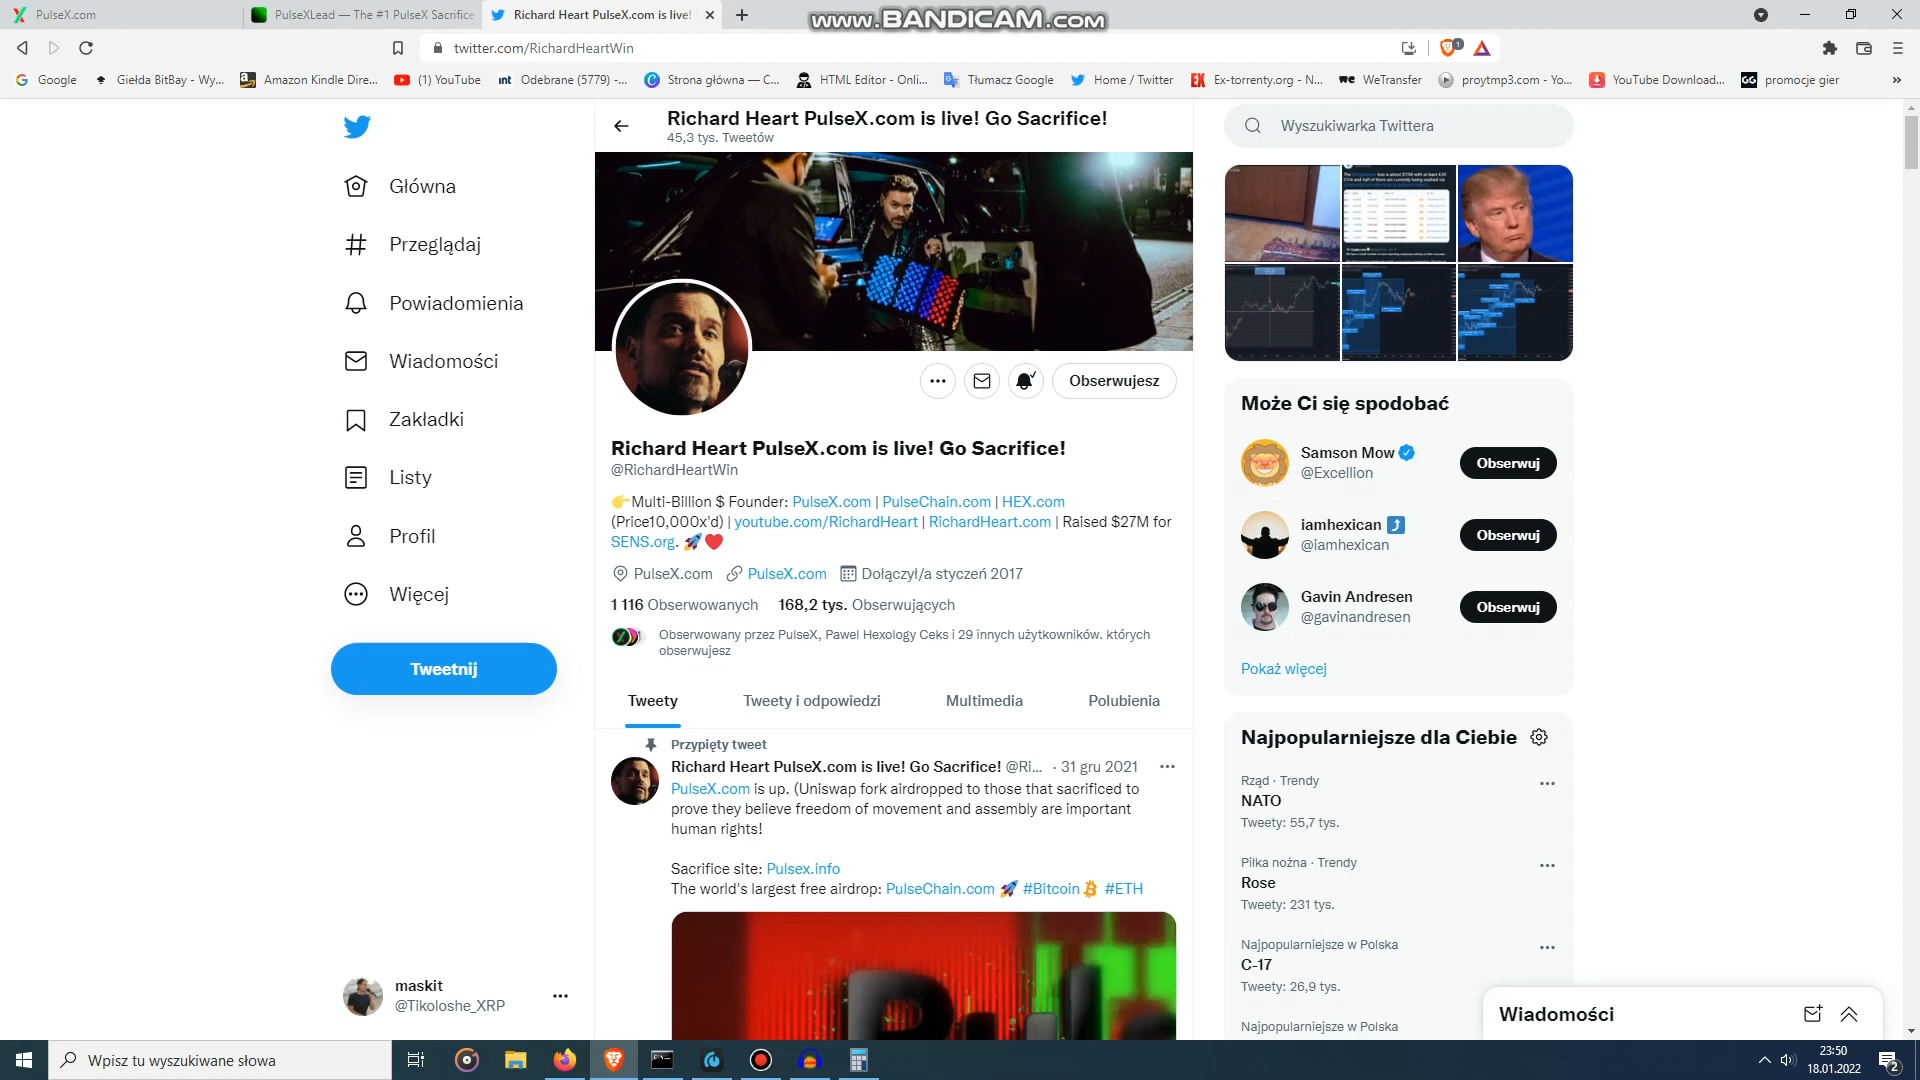 PulseX.com
PulseXLead — The #1 PulseX Sacrifice
Richard Heart PulseX.com is live!
www.BANDICAM.com
twitter.com/RichardHeartWin
1
Google
Giełda BitBay - Wy...
Amazon Kindle Dire...
(1) YouTube
int
Odebrane (5779) -...
Strona główna — C...
HTML Editor - Onli...
Tłumacz Google
Home / Twitter
EX
Ex-torrenty.org - N...
we
WeTransfer
proytmp3.com - Yo...
YouTube Download...
GG
promocje gier
Główna
Przeglądaj
Powiadomienia
Wiadomości
Zakładki
Listy
Profil
Więcej
Tweetnij
maskit
@Tikoloshe_XRP
Richard Heart PulseX.com is live! Go Sacrifice!
45,3 tys. Tweetów
Obserwujesz
Richard Heart PulseX.com is live! Go Sacrifice!
@RichardHeartWin
👉Multi-Billion $ Founder: PulseX.com | PulseChain.com | HEX.com
(Price10,000x'd) | youtube.com/RichardHeart | RichardHeart.com | Raised $27M for
SENS.org. 🚀❤️
PulseX.com PulseX.com Dołączył/a styczeń 2017
1 116 Obserwowanych 168,2 tys. Obserwujących
Obserwowany przez PulseX, Pawel Hexology Ceks i 29 innych użytkowników. których
obserwujesz
Tweety
Tweety i odpowiedzi
Multimedia
Polubienia
Przypięty tweet
Richard Heart PulseX.com is live! Go Sacrifice! @Ri... · 31 gru 2021
PulseX.com is up. (Uniswap fork airdropped to those that sacrificed to
prove they believe freedom of movement and assembly are important
human rights!
Sacrifice site: Pulsex.info
The world's largest free airdrop: PulseChain.com 🚀 #Bitcoin #ETH
Wyszukiwarka Twittera
Może Ci się spodobać
Samson Mow
@Excellion
Obserwuj
iamhexican
@iamhexican
Obserwuj
Gavin Andresen
@gavinandresen
Obserwuj
Pokaż więcej
Najpopularniejsze dla Ciebie
Rząd · Trendy
NATO
Tweety: 55,7 tys.
Piłka nożna · Trendy
Rose
Tweety: 231 tys.
Najpopularniejsze w Polska
C-17
Tweety: 26,9 tys.
Najpopularniejsze w Polska
Wiadomości
Wpisz tu wyszukiwane słowa
23:50
18.01.2022
2